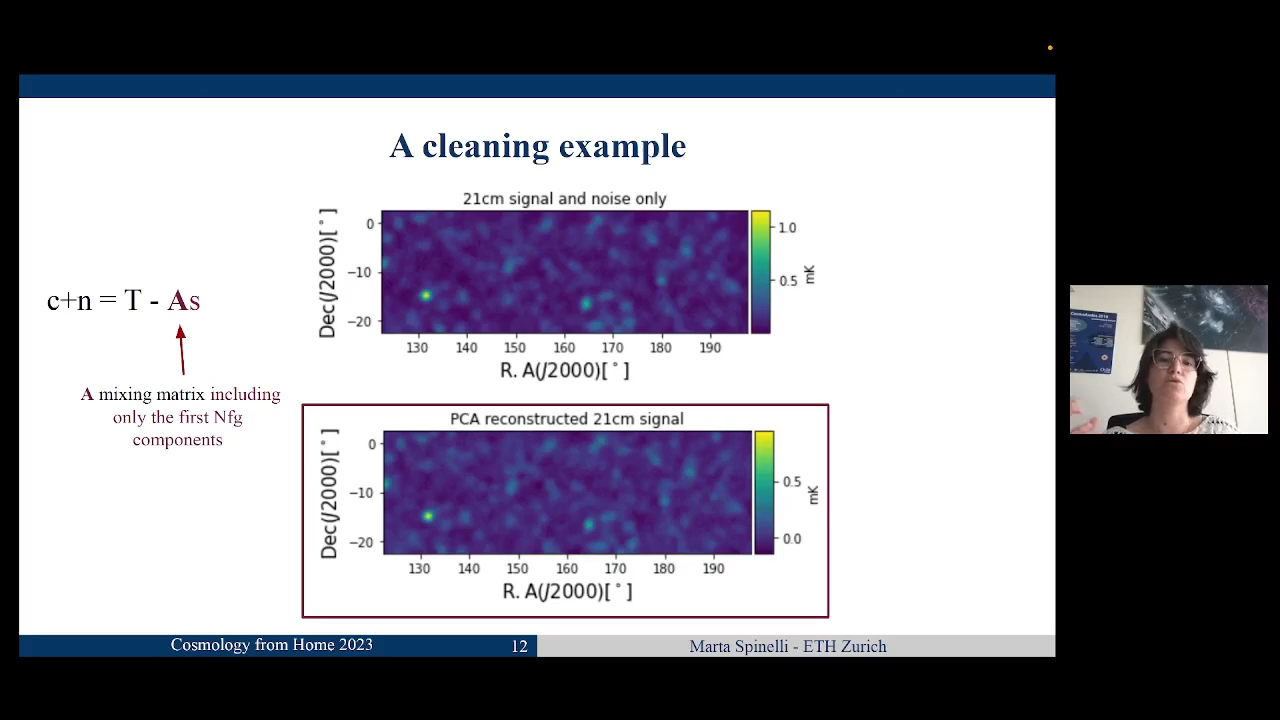 A cleaning example
21cm signal and noise only
Dec(J2000)[°]
0
−10
−20
130 140 150 160 170 180 190
R. A(J2000)[°]
1.0
0.5
mK
c+n = T - As
A mixing matrix including
only the first Nfg
components
PCA reconstructed 21cm signal
Dec(J2000)[°]
0
−10
−20
130 140 150 160 170 180 190
R. A(J2000)[°]
0.5
0.0
mK
Cosmology from Home 2023
12
Marta Spinelli - ETH Zurich